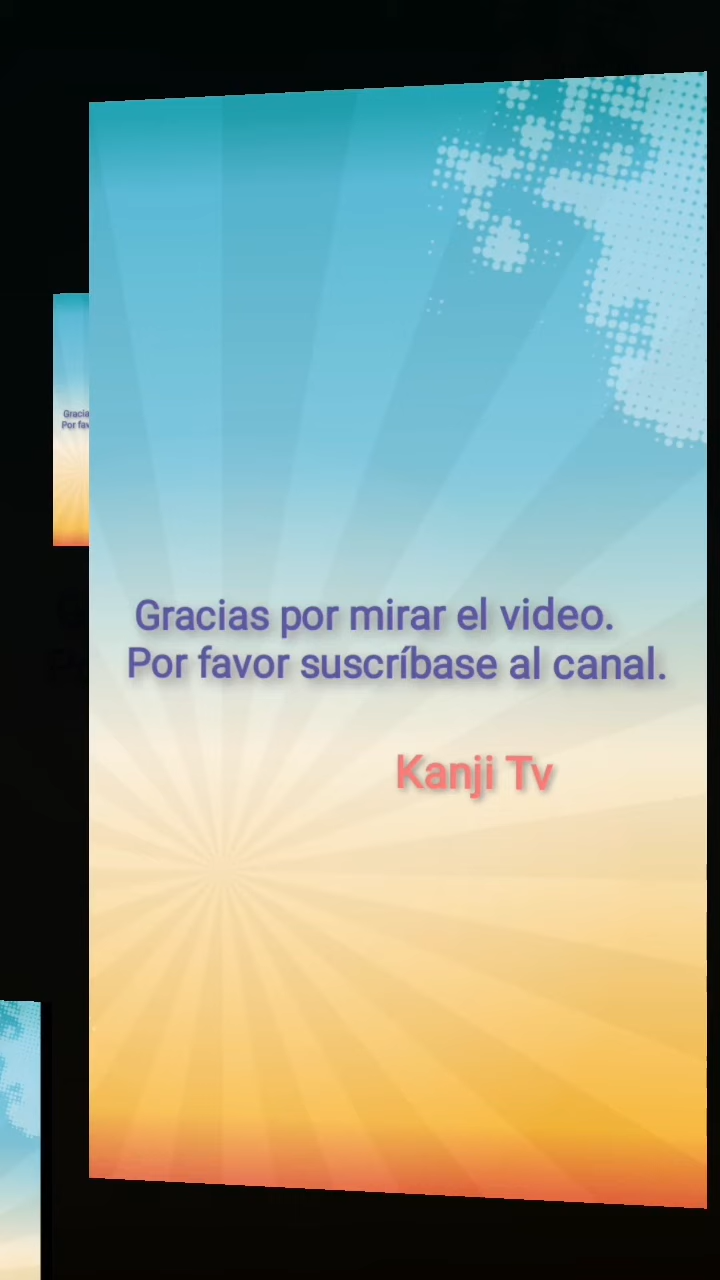 Gracias por mirar el video.
Por favor suscríbase al canal.
Kanji Tv